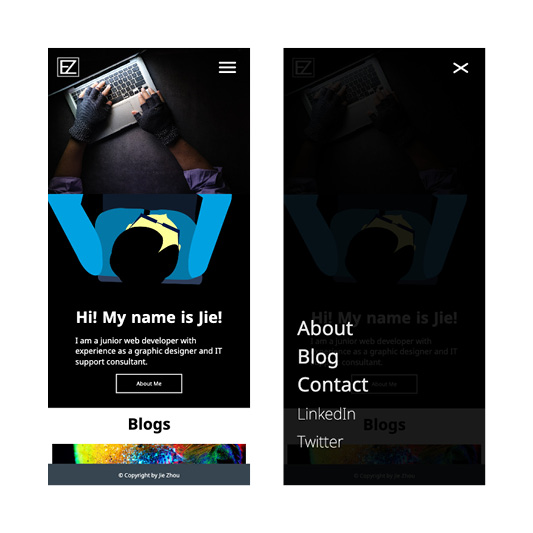 EZ
Hi! My name is Jie!
I am a junior web developer with
experience as a graphic designer and IT
support consultant.
About Me
Blogs
© Copyright by Jie Zhou
EZ
Hi! My name is Jie!
I am a junior web developer with
experience as a graphic designer and IT
support consultant.
About Me
About
Blog
Contact
LinkedIn
Twitter
Blogs
© Copyright by Jie Zhou